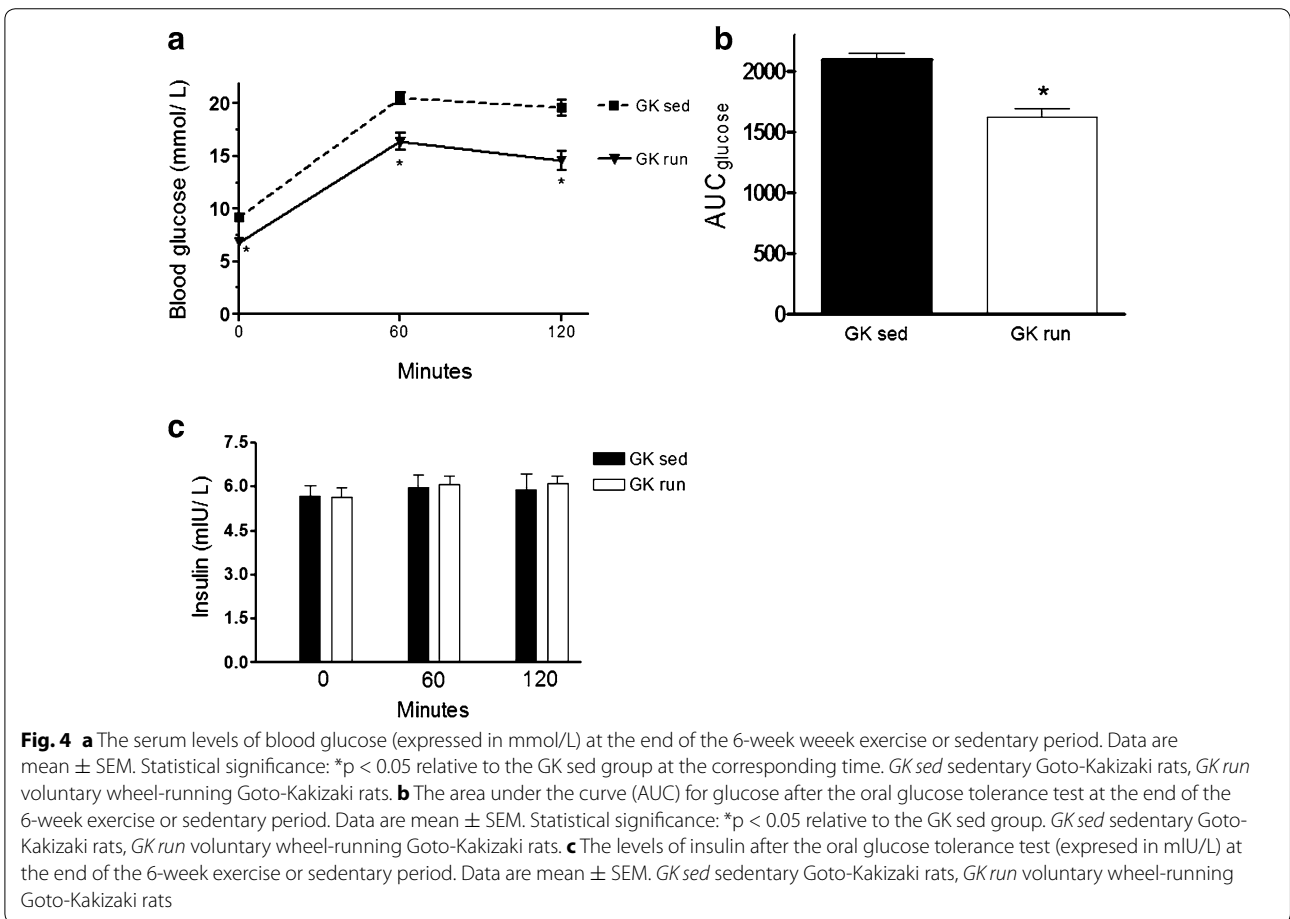 a
Blood glucose (mmol/ L)
20
15
10
5
0
0 60 120
Minutes
GK sed
GK run
*
*
*
b
AUCglucose
2000
1500
1000
500
0
*
GK sed GK run
c
Insulin (mIU/ L)
7.5
6.0
4.5
3.0
1.5
0.0
0 60 120
Minutes
GK sed
GK run
Fig. 4 a The serum levels of blood glucose (expressed in mmol/L) at the end of the 6-week weeek exercise or sedentary period. Data are
mean ± SEM. Statistical significance: *p < 0.05 relative to the GK sed group at the corresponding time. GK sed sedentary Goto-Kakizaki rats, GK run
voluntary wheel-running Goto-Kakizaki rats. b The area under the curve (AUC) for glucose after the oral glucose tolerance test at the end of the
6-week exercise or sedentary period. Data are mean ± SEM. Statistical significance: *p < 0.05 relative to the GK sed group. GK sed sedentary Goto-
Kakizaki rats, GK run voluntary wheel-running Goto-Kakizaki rats. c The levels of insulin after the oral glucose tolerance test (expresed in mIU/L) at
the end of the 6-week exercise or sedentary period. Data are mean ± SEM. GK sed sedentary Goto-Kakizaki rats, GK run voluntary wheel-running
Goto-Kakizaki rats